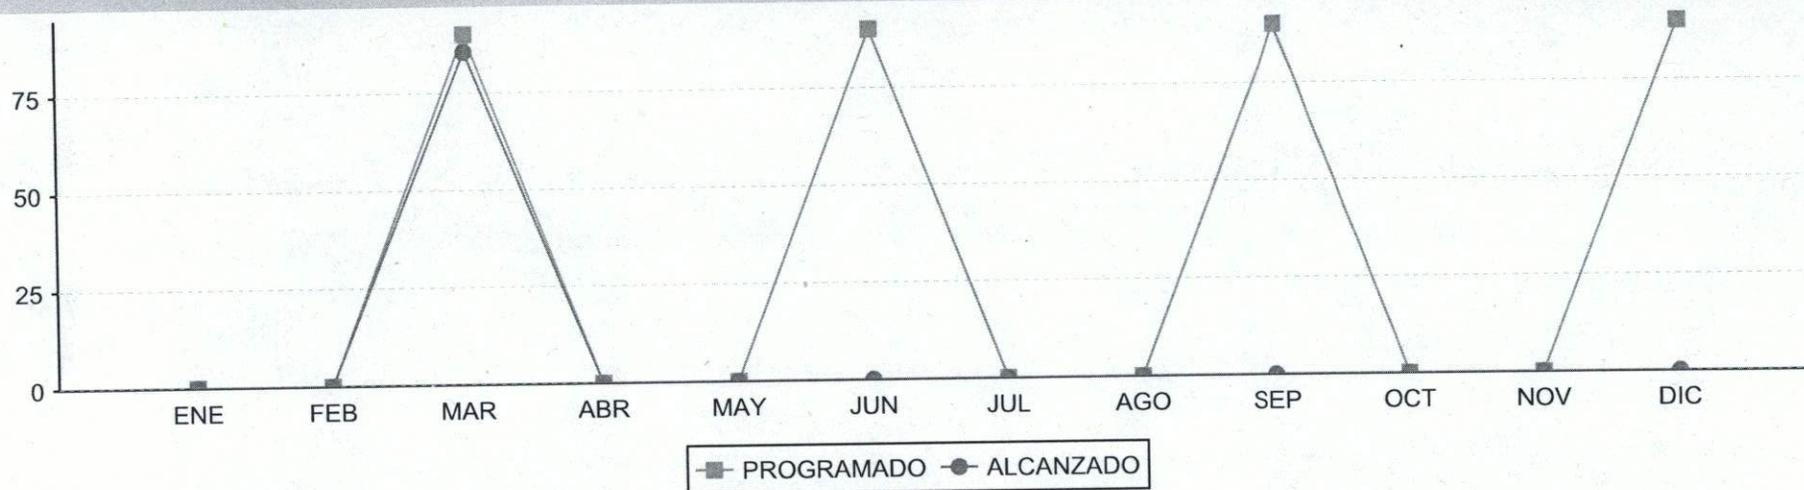 75
50
25
0
ENE FEB MAR ABR MAY JUN JUL AGO SEP OCT NOV DIC
PROGRAMADO ALCANZADO